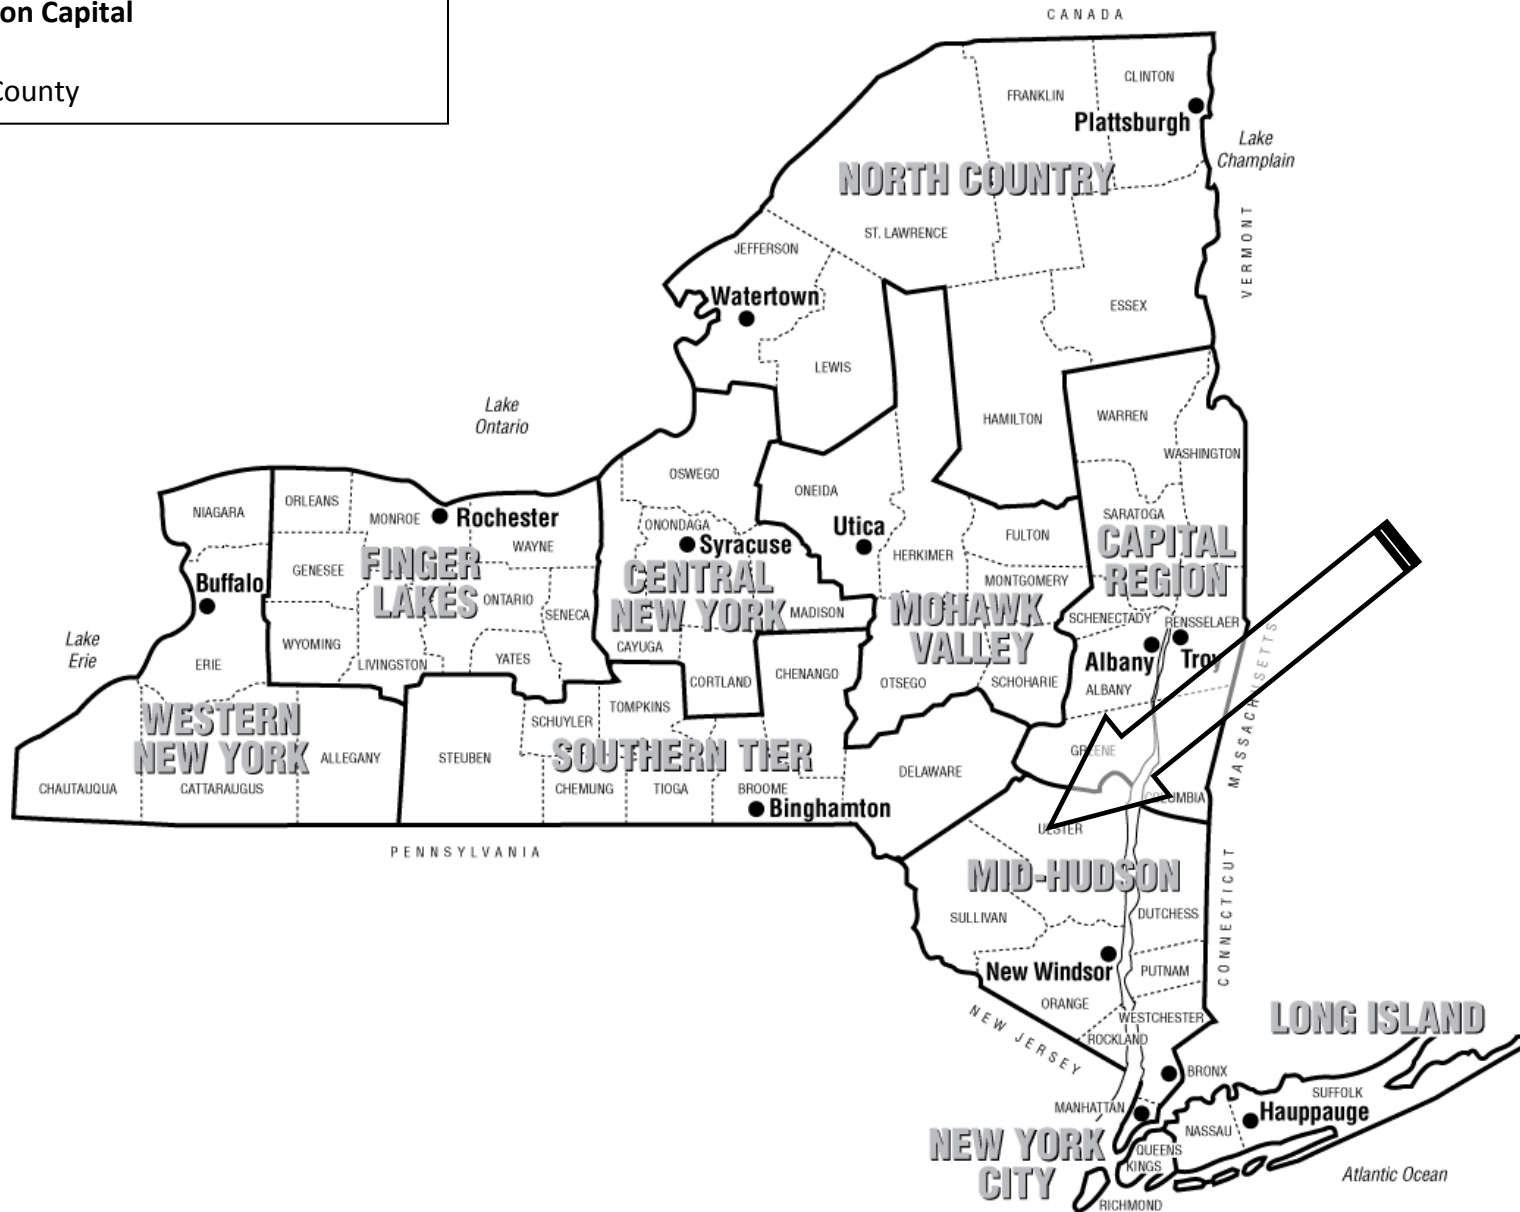 on Capital
County
CANADA
CLINTON
FRANKLIN
Plattsburgh
Lake
Champlain
NORTH COUNTRY
VERMONT
ST. LAWRENCE
JEFFERSON
Watertown
ESSEX
LEWIS
Lake
Ontario
HAMILTON
WARREN
WASHINGTON
OSWEGO
ONEIDA
NIAGARA
ORLEANS
MONROE
Rochester
ONONDAGA
Syracuse
Utica
SARATOGA
FULTON
HERKIMER
CAPITAL
REGION
WAYNE
GENESEE
FINGER
LAKES
Buffalo
ONTARIO
SENECA
CENTRAL
NEW YORK
MADISON
MONTGOMERY
MOHAWK
VALLEY
SCHENECTADY
RENSSELAER
Lake
Erie
WYOMING
LIVINGSTON
YATES
CAYUGA
ERIE
CORTLAND
CHENANGO
OTSEGO
SCHOHARIE
Albany
Troy
ALBANY
MASSACHUSETTS
WESTERN
NEW YORK
SCHUYLER
TOMPKINS
SOUTHERN TIER
ALLEGANY
STEUBEN
GREENE
DELAWARE
CHAUTAUQUA
CATTARAUGUS
CHEMUNG
TIOGA
BROOME
COLUMBIA
Binghamton
ULSTER
PENNSYLVANIA
MID-HUDSON
CONNECTICUT
SULLIVAN
DUTCHESS
New Windsor
PUTNAM
ORANGE
WESTCHESTER
NEW JERSEY
ROCKLAND
LONG ISLAND
BRONX
SUFFOLK
MANHATTAN
Hauppauge
NASSAU
NEW YORK
CITY
QUEENS
KINGS
Atlantic Ocean
RICHMOND